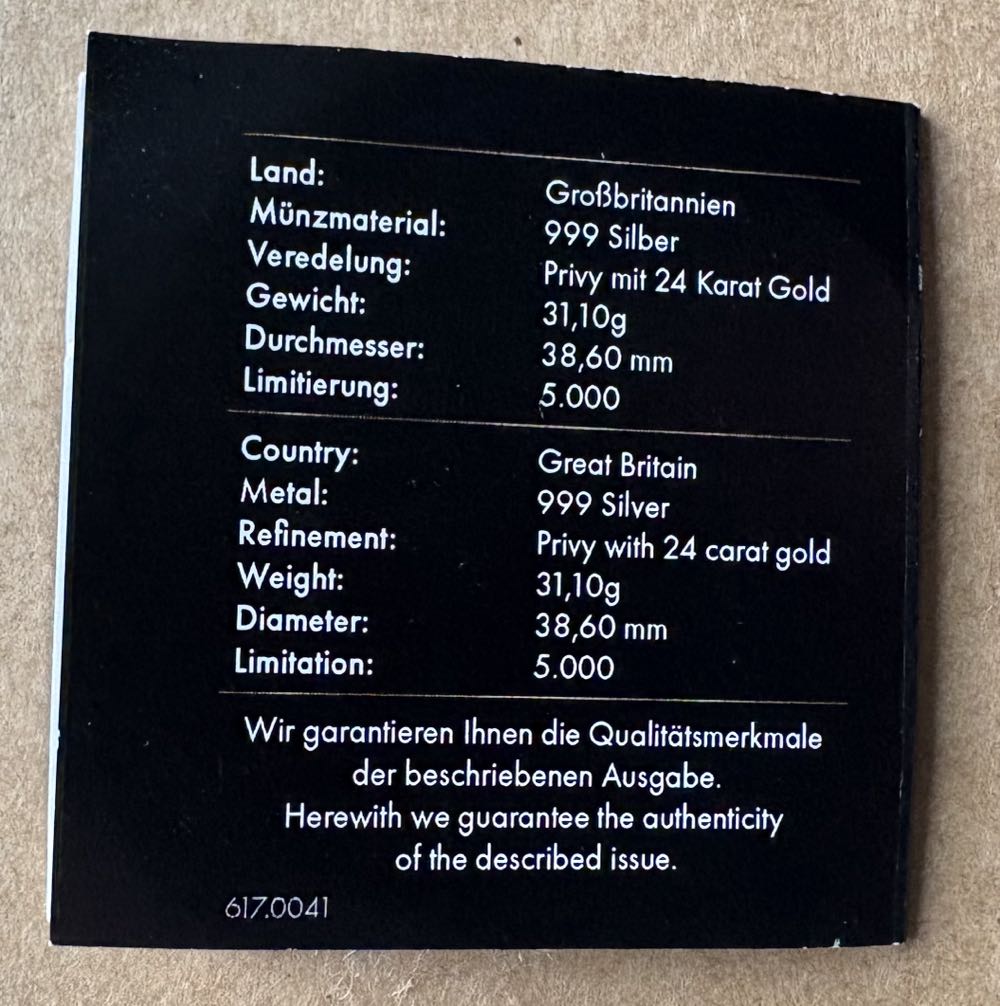 Land: Großbritannien
Münzmaterial: 999 Silber
Veredelung: Privy mit 24 Karat Gold
Gewicht: 31,10g
Durchmesser: 38,60 mm
Limitierung: 5.000
Country: Great Britain
Metal: 999 Silver
Refinement: Privy with 24 carat gold
Weight: 31,10g
Diameter: 38,60 mm
Limitation: 5.000
Wir garantieren Ihnen die Qualitätsmerkmale
der beschriebenen Ausgabe.
Herewith we guarantee the authenticity
of the described issue.
617.0041